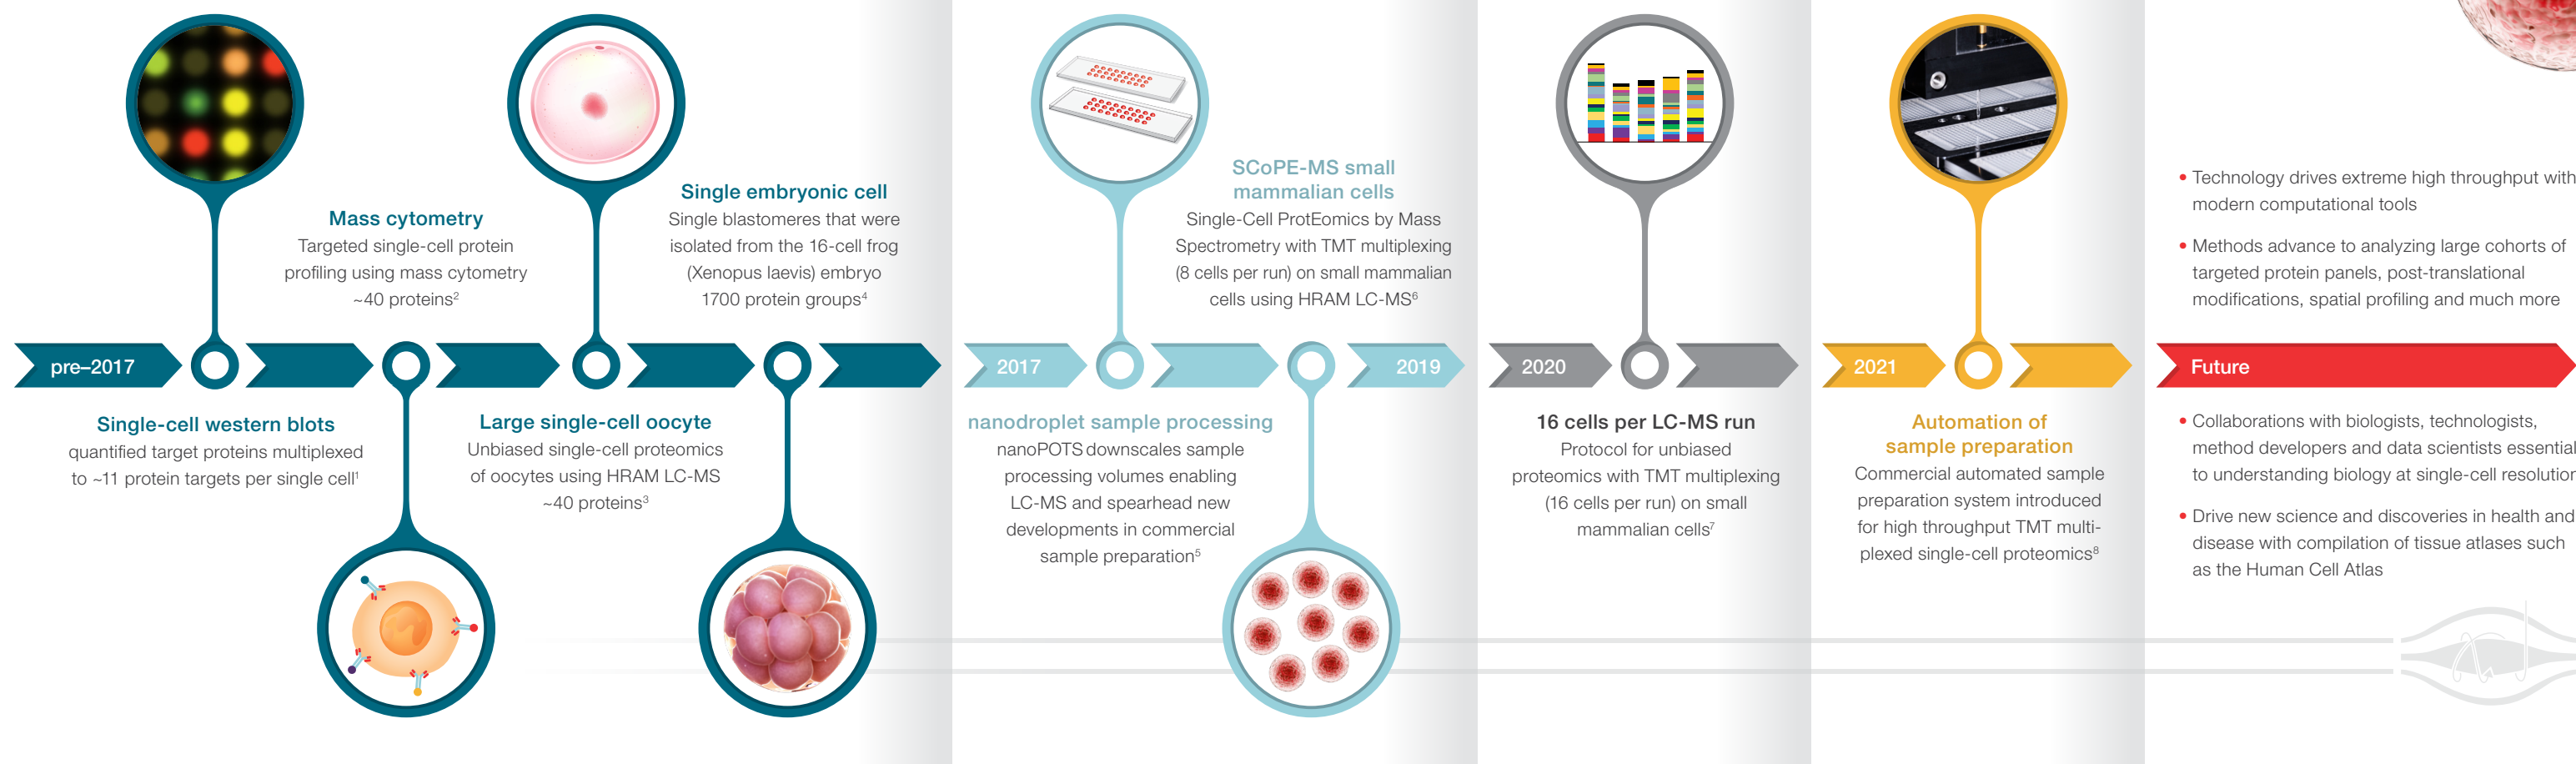 pre–2017
Single-cell western blots
quantified target proteins multiplexed
to ~11 protein targets per single cell¹
Mass cytometry
Targeted single-cell protein
profiling using mass cytometry
~40 proteins²
Large single-cell oocyte
Unbiased single-cell proteomics
of oocytes using HRAM LC-MS
~40 proteins³
Single embryonic cell
Single blastomeres that were
isolated from the 16-cell frog
(Xenopus laevis) embryo
1700 protein groups⁴
2017
nanodroplet sample processing
nanoPOTS downscales sample
processing volumes enabling
LC-MS and spearhead new
developments in commercial
sample preparation⁵
SCoPE-MS small
mammalian cells
Single-Cell ProtEomics by Mass
Spectrometry with TMT multiplexing
(8 cells per run) on small mammalian
cells using HRAM LC-MS⁶
2019
2020
16 cells per LC-MS run
Protocol for unbiased
proteomics with TMT multiplexing
(16 cells per run) on small
mammalian cells⁷
2021
Automation of
sample preparation
Commercial automated sample
preparation system introduced
for high throughput TMT multi-
plexed single-cell proteomics⁸
• Technology drives extreme high throughput with
modern computational tools
• Methods advance to analyzing large cohorts of
targeted protein panels, post-translational
modifications, spatial profiling and much more
Future
• Collaborations with biologists, technologists,
method developers and data scientists essential
to understanding biology at single-cell resolution
• Drive new science and discoveries in health and
disease with compilation of tissue atlases such
as the Human Cell Atlas